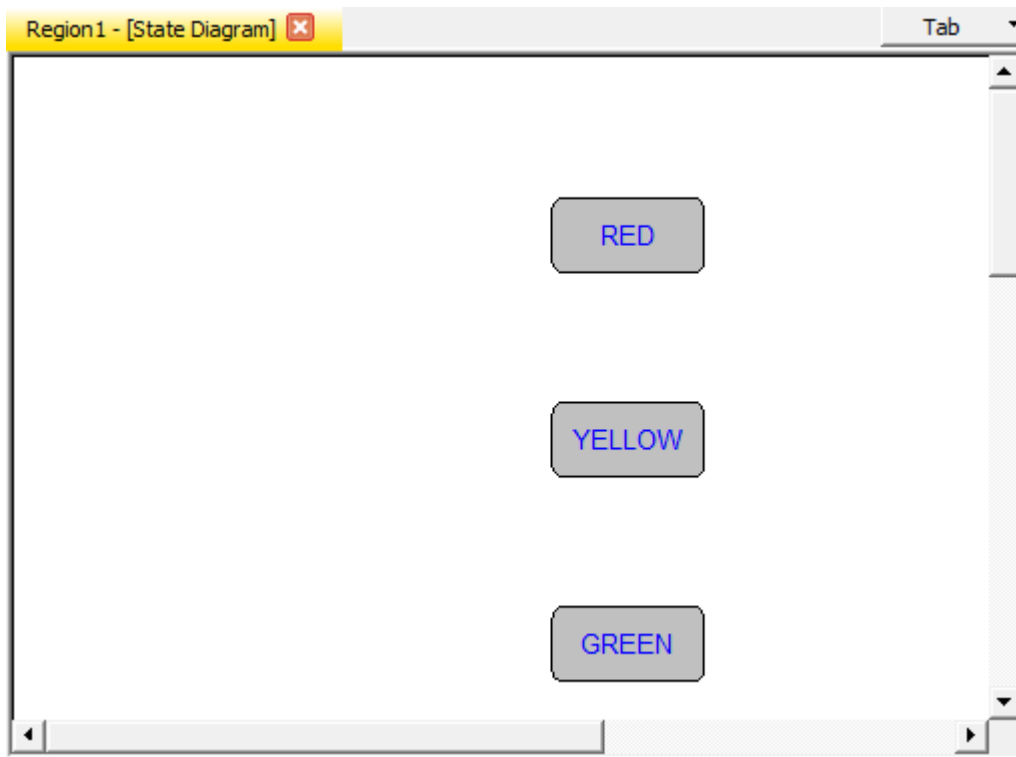 Region1 - [State Diagram]
Tab
RED
YELLOW
GREEN